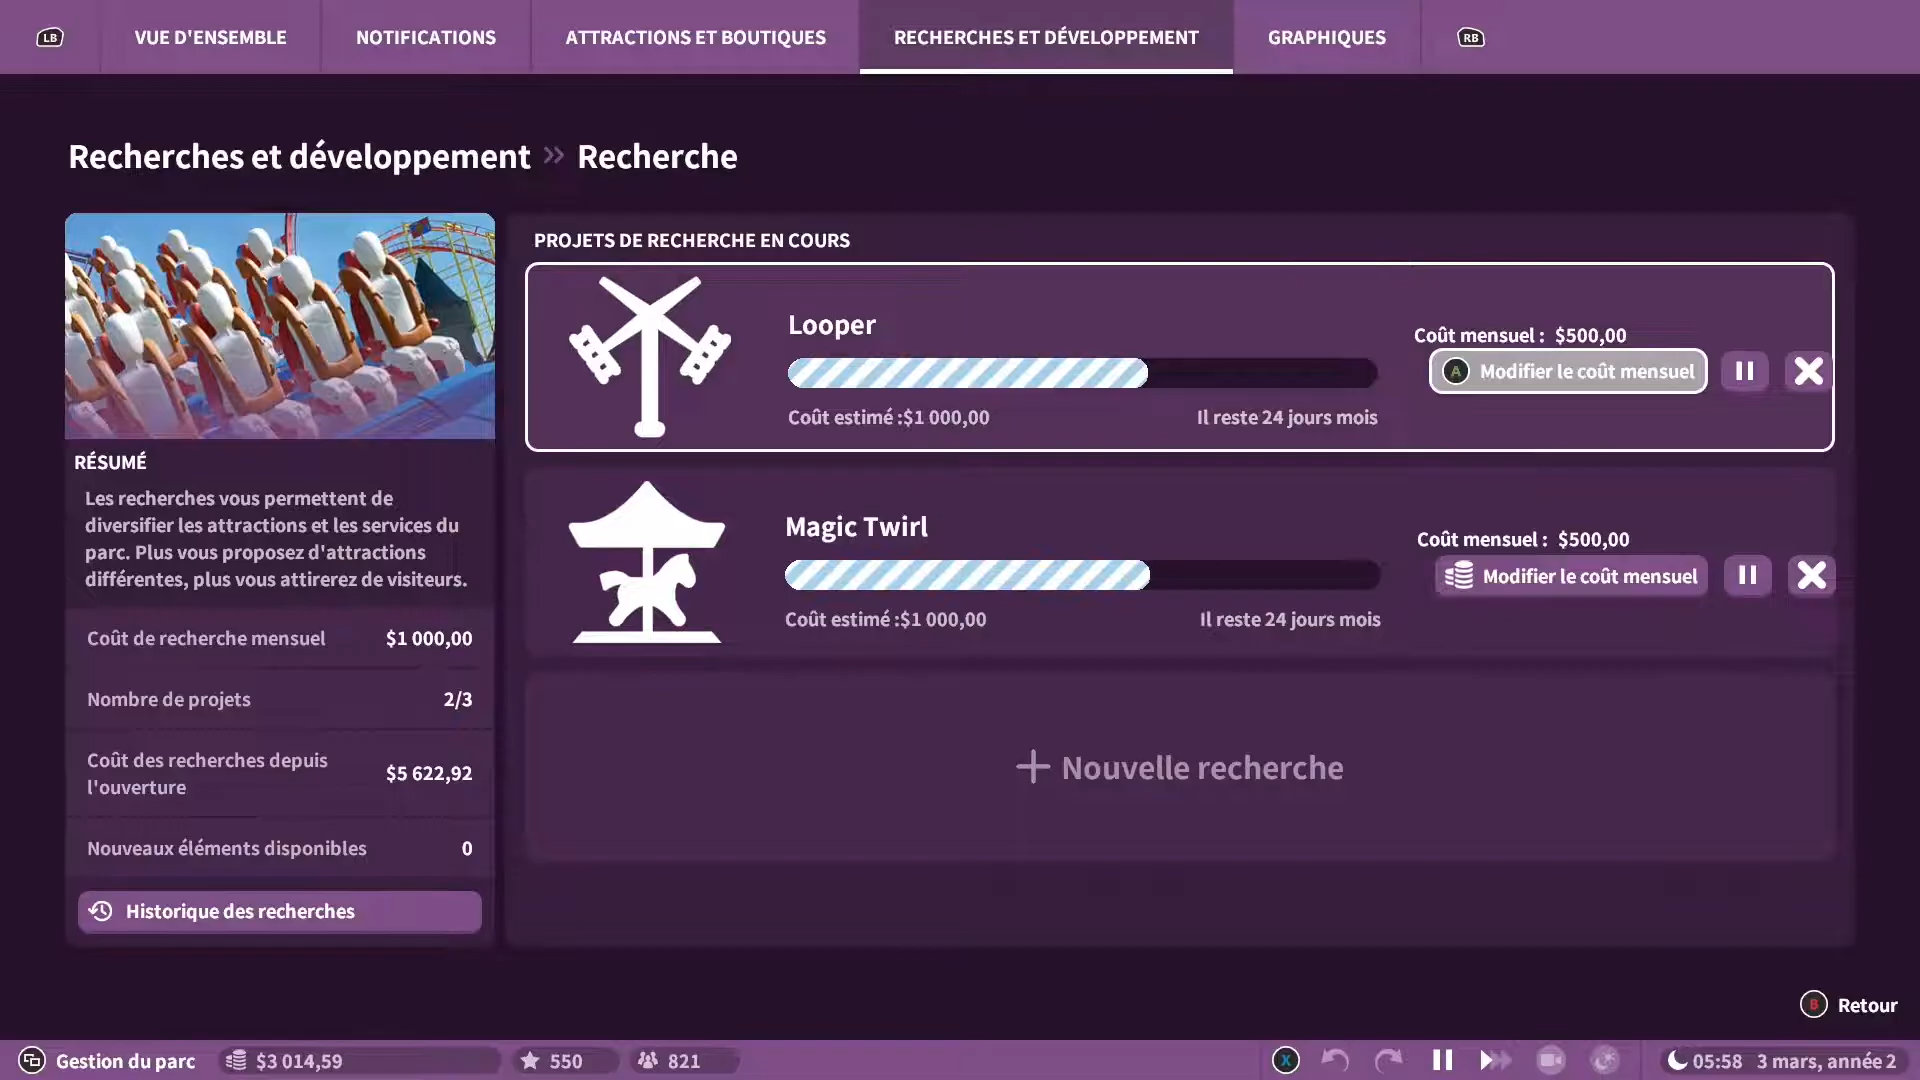 LB
VUE D'ENSEMBLE
NOTIFICATIONS
ATTRACTIONS ET BOUTIQUES
RECHERCHES ET DÉVELOPPEMENT
GRAPHIQUES
RB
Recherches et développement » Recherche
RÉSUMÉ
Les recherches vous permettent de
diversifier les attractions et les services du
parc. Plus vous proposez d'attractions
différentes, plus vous attirerez de visiteurs.
Coût de recherche mensuel $1 000,00
Nombre de projets 2/3
Coût des recherches depuis
l'ouverture $5 622,92
Nouveaux éléments disponibles 0
Historique des recherches
PROJETS DE RECHERCHE EN COURS
Looper
Coût estimé :$1 000,00
Il reste 24 jours mois
Coût mensuel : $500,00
A Modifier le coût mensuel
Magic Twirl
Coût estimé :$1 000,00
Il reste 24 jours mois
Coût mensuel : $500,00
Modifier le coût mensuel
Nouvelle recherche
B Retour
Gestion du parc
$3 014,59
550
821
X
05:58 3 mars, année 2